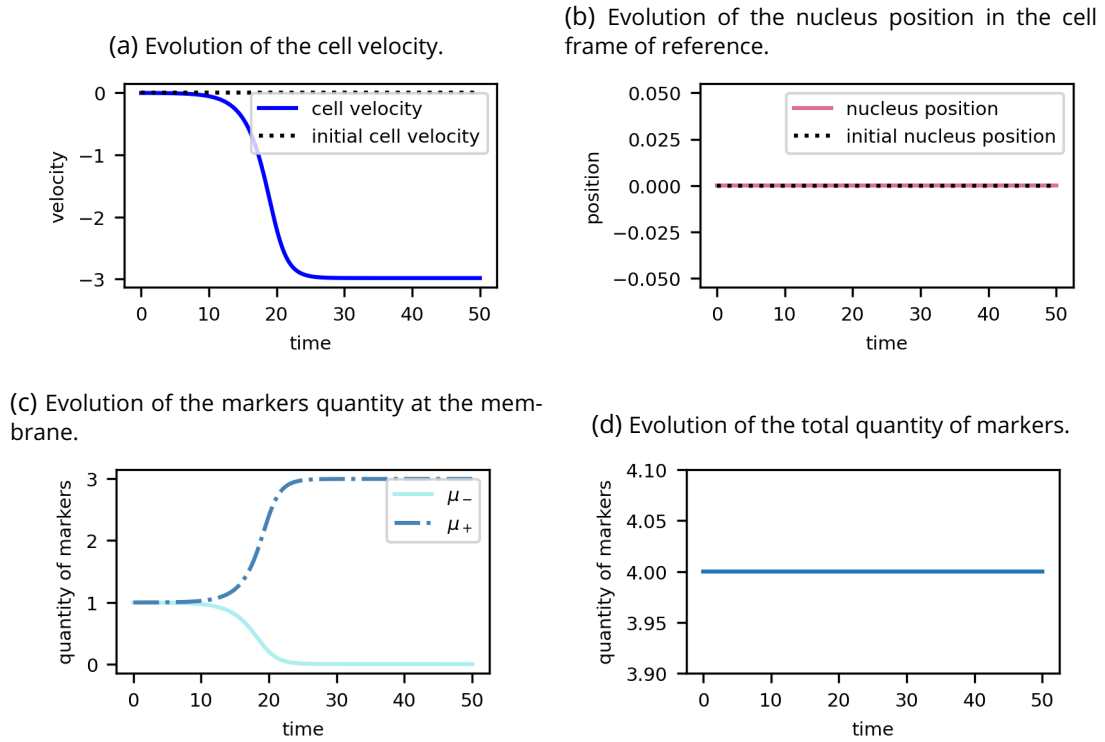 (a) Evolution of the cell velocity.
velocity
0
−1
−2
−3
cell velocity
initial cell velocity
0 10 20 30 40 50
time
(b) Evolution of the nucleus position in the cell
frame of reference.
position
0.050
0.025
0.000
−0.025
−0.050
nucleus position
initial nucleus position
0 10 20 30 40 50
time
(c) Evolution of the markers quantity at the mem-
brane.
quantity of markers
3
2
1
0
μ−
μ+
0 10 20 30 40 50
time
(d) Evolution of the total quantity of markers.
quantity of markers
4.10
4.05
4.00
3.95
3.90
0 10 20 30 40 50
time